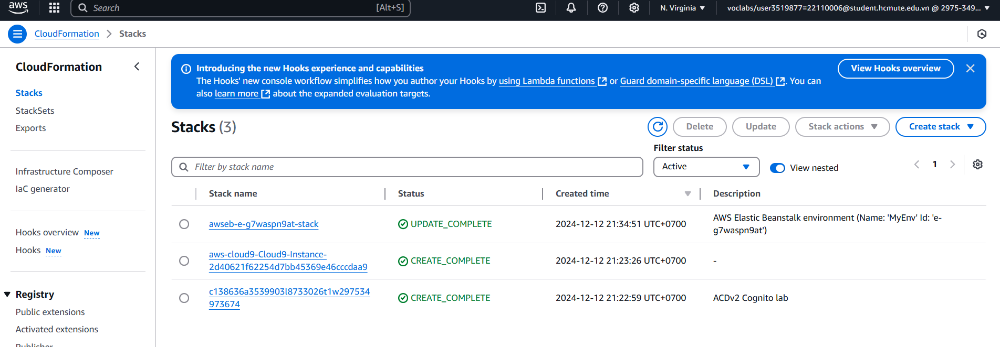 aws
Search
[Alt+S]
N. Virginia
voclabs/user3519877=22110006@student.hcmute.edu.vn @ 2975-349...
CloudFormation
Stacks
CloudFormation
Stacks
StackSets
Exports
Infrastructure Composer
IaC generator
Hooks overview New
Hooks New
Registry
Public extensions
Activated extensions
Publisher
Introducing the new Hooks experience and capabilities
The Hooks' new console workflow simplifies how you author your Hooks by using Lambda functions or Guard domain-specific language (DSL). You can
also learn more about the expanded evaluation targets.
View Hooks overview
Stacks (3)
Delete
Update
Stack actions
Create stack
Filter by stack name
Filter status
Active
View nested
1
Stack name Status Created time Description
awseb-e-g7waspn9at-stack UPDATE_COMPLETE 2024-12-12 21:34:51 UTC+0700 AWS Elastic Beanstalk environment (Name: 'MyEnv' Id: 'e-
g7waspn9at')
aws-cloud9-Cloud9-Instance-
2d40621f62254d7bb45369e46cccdaa9 CREATE_COMPLETE 2024-12-12 21:23:26 UTC+0700 -
c138636a3539903l8733026t1w297534
973674 CREATE_COMPLETE 2024-12-12 21:22:59 UTC+0700 ACDv2 Cognito lab